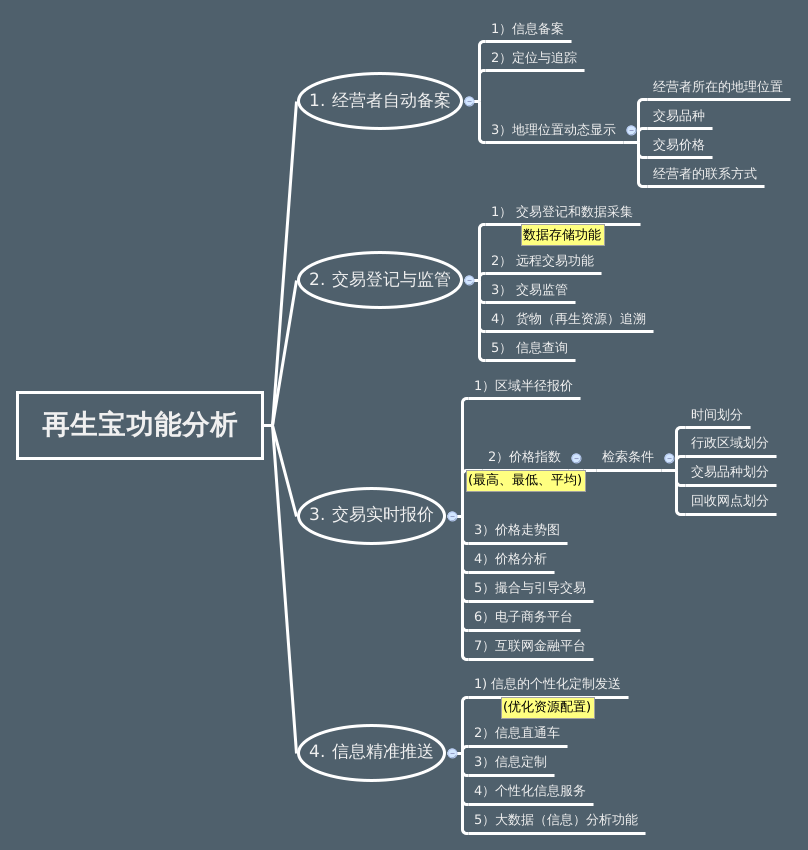 再生宝功能分析
1. 经营者自动备案
1）信息备案
2）定位与追踪
3）地理位置动态显示
经营者所在的地理位置
交易品种
交易价格
经营者的联系方式
2. 交易登记与监管
1） 交易登记和数据采集
数据存储功能
2） 远程交易功能
3） 交易监管
4） 货物（再生资源）追溯
5） 信息查询
3. 交易实时报价
1）区域半径报价
2）价格指数
(最高、最低、平均)
检索条件
时间划分
行政区域划分
交易品种划分
回收网点划分
3）价格走势图
4）价格分析
5）撮合与引导交易
6）电子商务平台
7）互联网金融平台
4. 信息精准推送
1) 信息的个性化定制发送
(优化资源配置)
2）信息直通车
3）信息定制
4）个性化信息服务
5）大数据（信息）分析功能